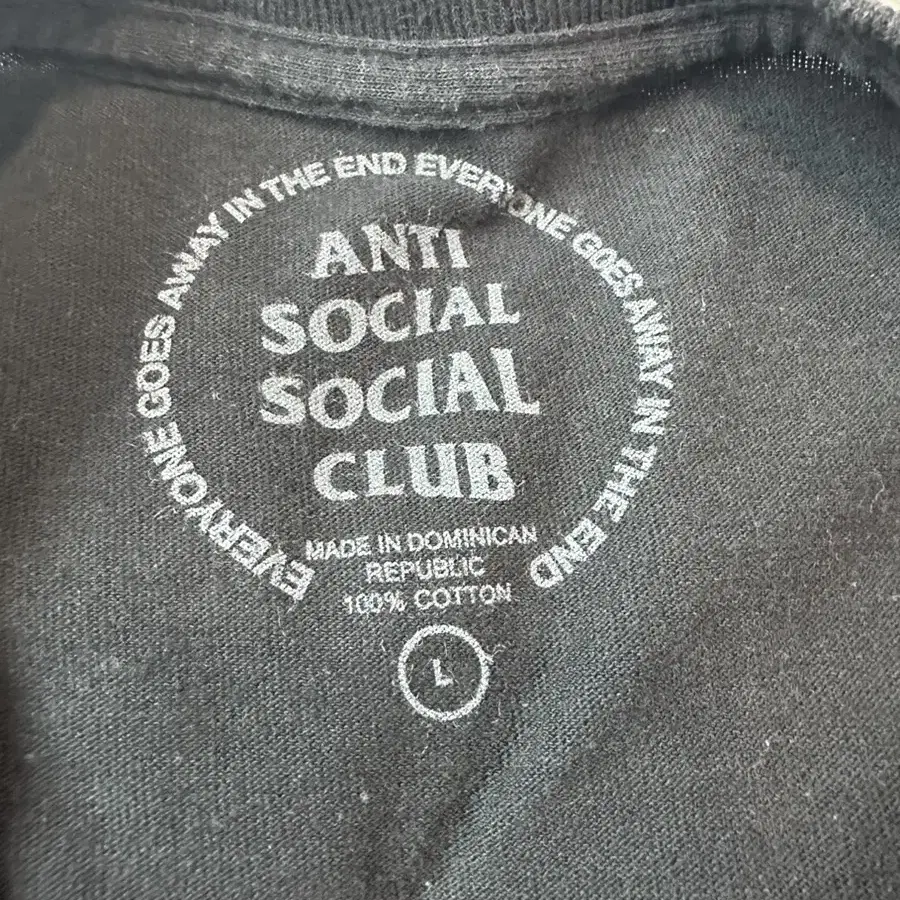 EVERYONE GOES AWAY IN THE END EVERYONE GOES AWAY IN THE END
ANTI
SOCIAL
SOCIAL
CLUB
MADE IN DOMINICAN
REPUBLIC
100% COTTON
L